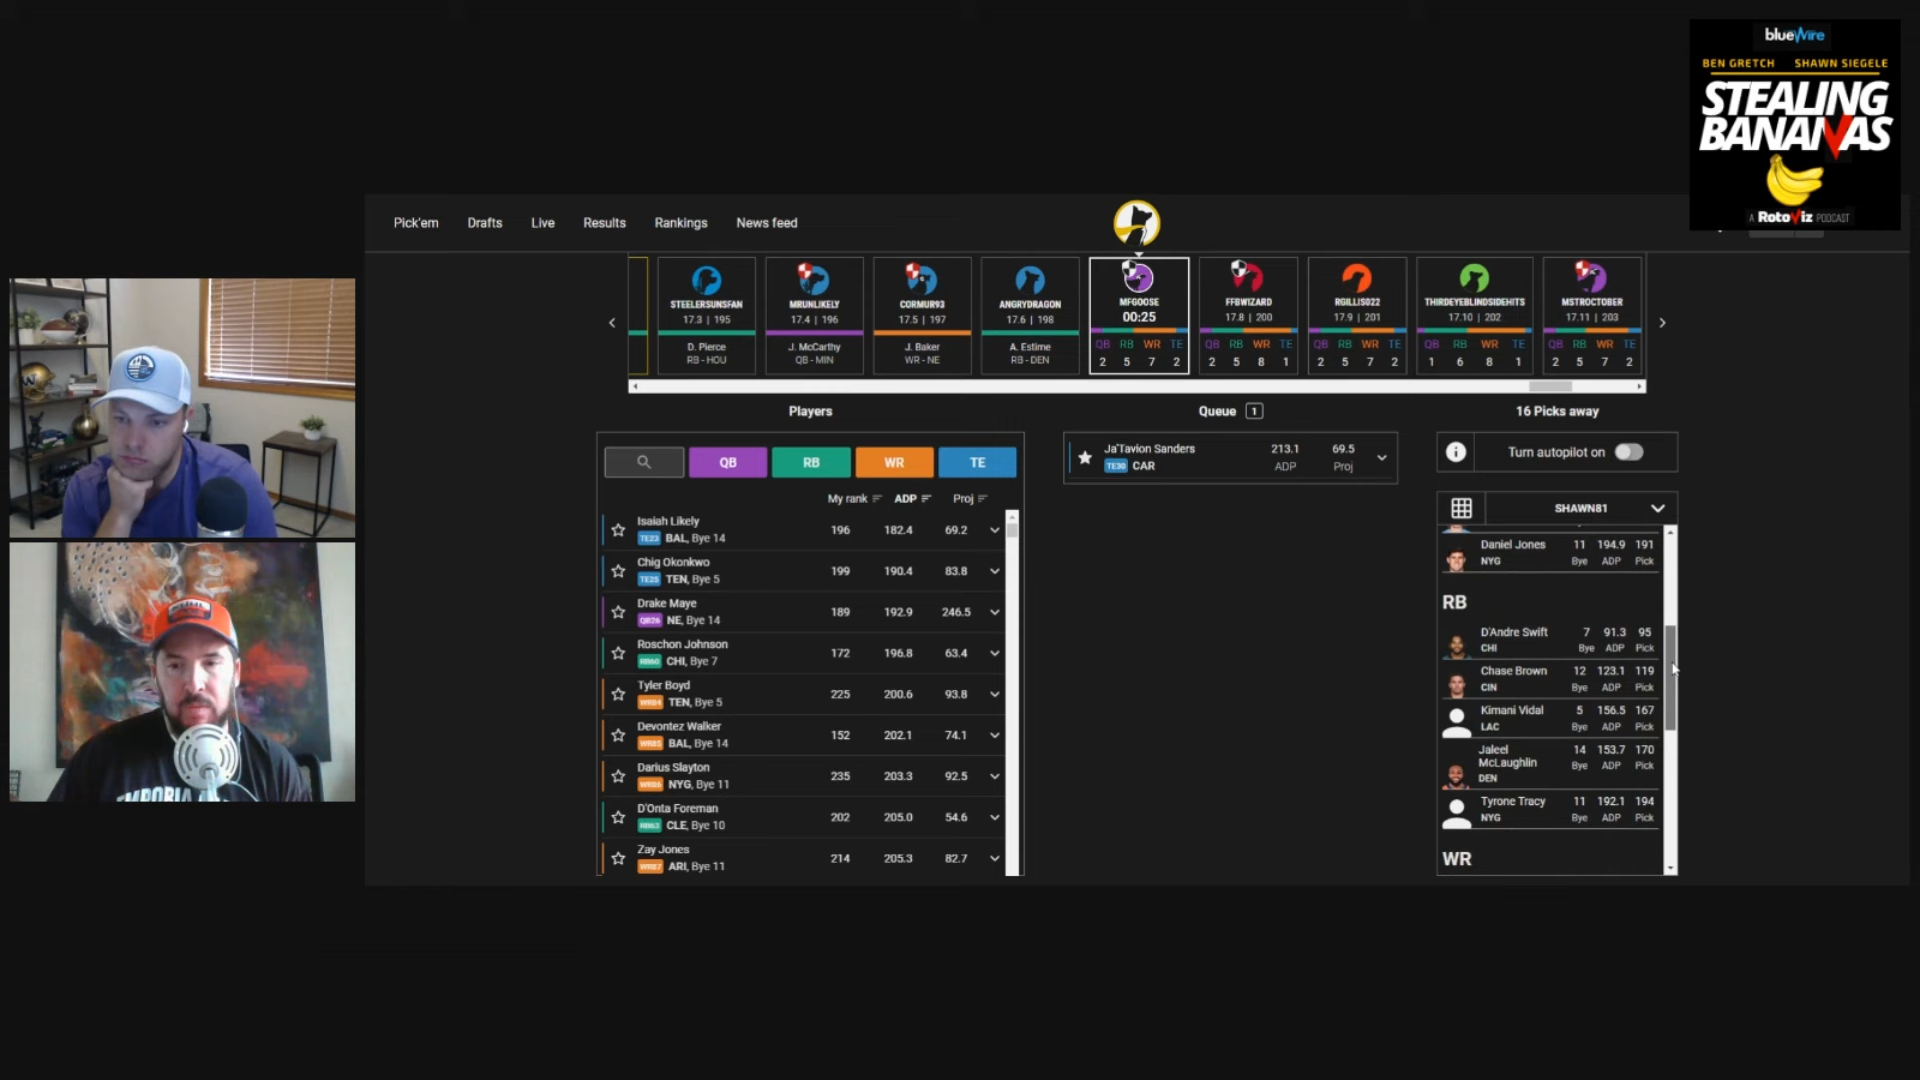 blueWire
BEN GRETCH SHAWN SIEGELE
STEALING
BANANAS
A RotoViz PODCAST
Pick'em Drafts Live Results Rankings News feed
STEELERSUNSFAN
17.3 | 195
D. Pierce
RB - HOU
MRUNLIKELY
17.4 | 196
J. McCarthy
QB - MIN
CORMUR93
17.5 | 197
J. Baker
WR - NE
ANGRYDRAGON
17.6 | 198
A. Estime
RB - DEN
MFGOOSE
00:25
QB RB WR TE
2 5 7 2
FFBWIZARD
17.8 | 200
QB RB WR TE
2 5 8 1
RGILLIS022
17.9 | 201
QB RB WR TE
2 5 7 2
THIRDEYEBLINDSIDEHITS
17.10 | 202
QB RB WR TE
1 6 8 1
MSTROCTOBER
17.11 | 203
QB RB WR TE
2 5 7 2
Players
QB RB WR TE
My rank ADP Proj
Isaiah Likely
TE23 BAL, Bye 14 196 182.4 69.2
Chig Okonkwo
TE25 TEN, Bye 5 199 190.4 83.8
Drake Maye
QB26 NE, Bye 14 189 192.9 246.5
Roschon Johnson
RB60 CHI, Bye 7 172 196.8 63.4
Tyler Boyd
WR84 TEN, Bye 5 225 200.6 93.8
Devontez Walker
WR85 BAL, Bye 14 152 202.1 74.1
Darius Slayton
WR86 NYG, Bye 11 235 203.3 92.5
D'Onta Foreman
RB63 CLE, Bye 10 202 205.0 54.6
Zay Jones
WR87 ARI, Bye 11 214 205.3 82.7
Queue 1
Ja'Tavion Sanders 213.1 69.5
TE30 CAR ADP Proj
16 Picks away
Turn autopilot on
SHAWN81
Daniel Jones 11 194.9 191
NYG Bye ADP Pick
RB
D'Andre Swift 7 91.3 95
CHI Bye ADP Pick
Chase Brown 12 123.1 119
CIN Bye ADP Pick
Kimani Vidal 5 156.5 167
LAC Bye ADP Pick
Jaleel 14 153.7 170
McLaughlin Bye ADP Pick
DEN
Tyrone Tracy 11 192.1 194
NYG Bye ADP Pick
WR